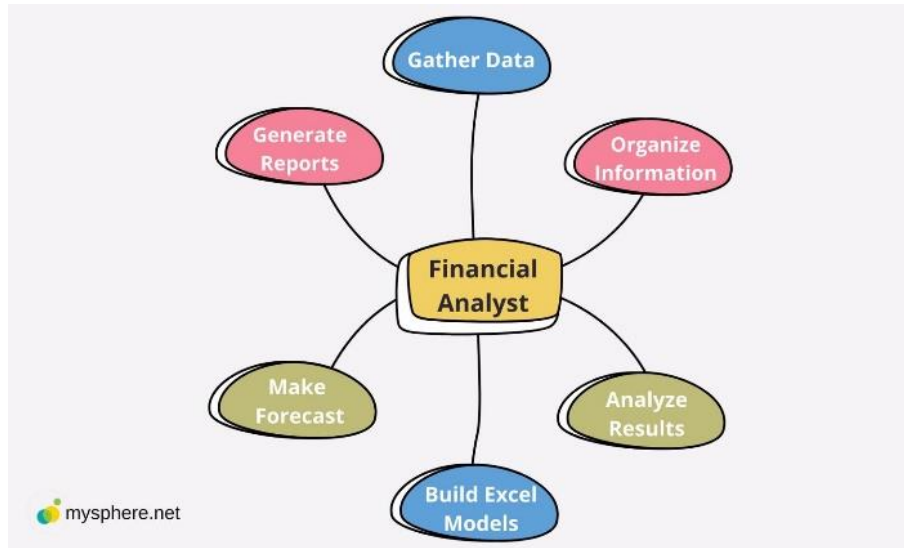 Gather Data
Generate
Reports
Organize
Information
Financial
Analyst
Make
Forecast
Analyze
Results
Build Excel
Models
mysphere.net